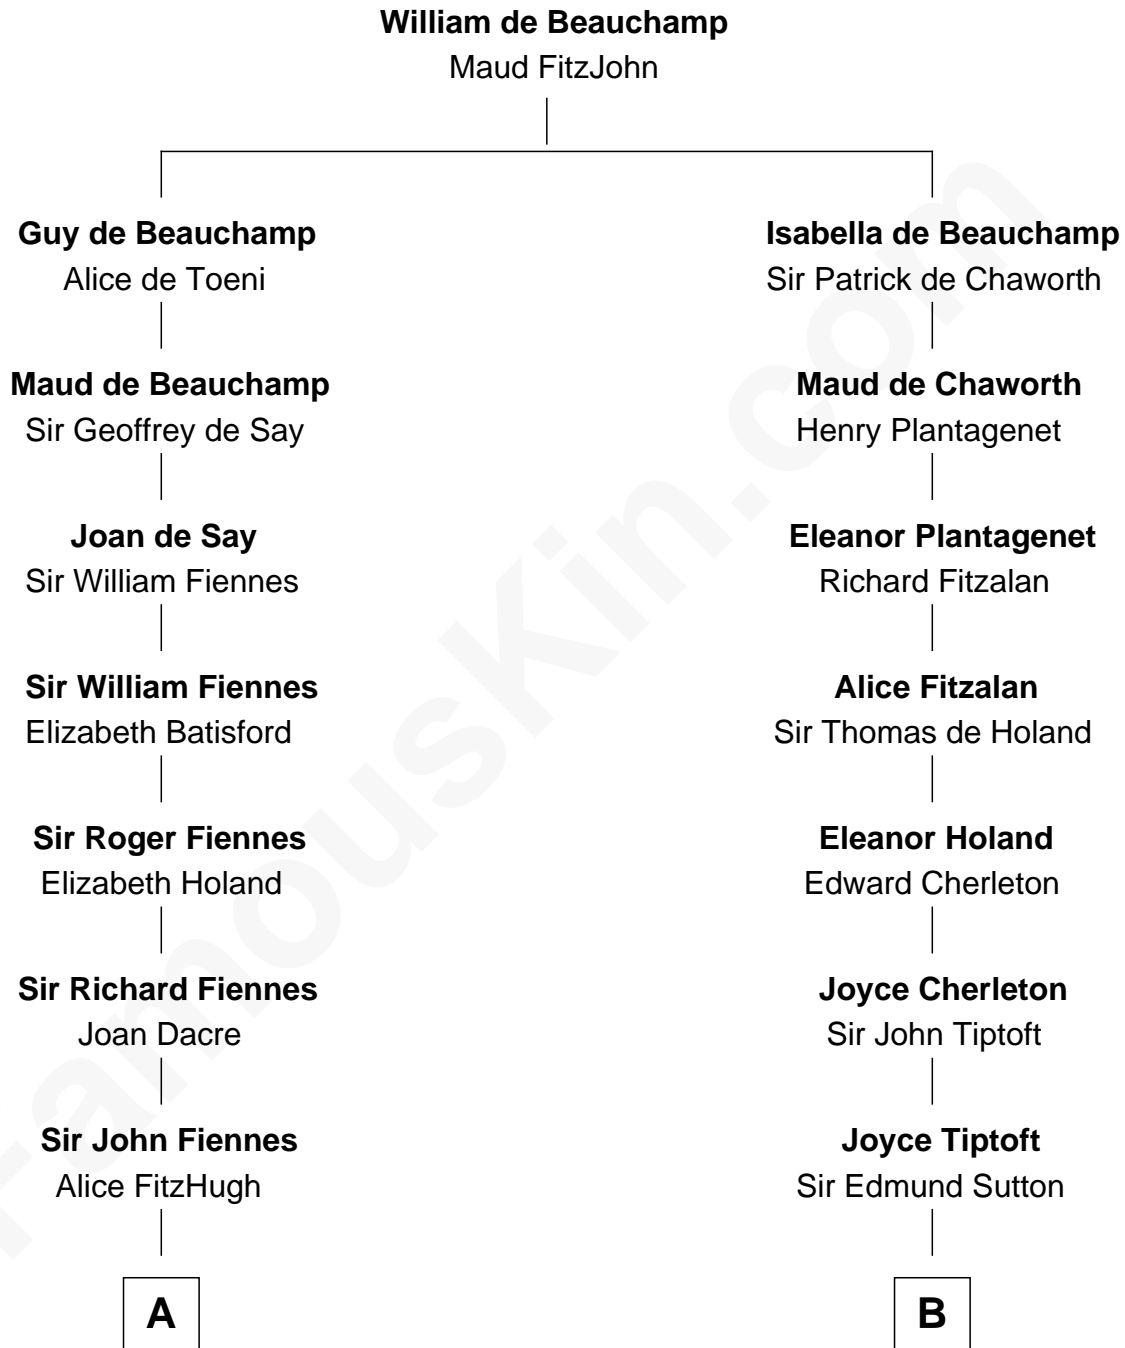 William de Beauchamp
Maud FitzJohn
Guy de Beauchamp
Alice de Toeni
Maud de Beauchamp
Sir Geoffrey de Say
Joan de Say
Sir William Fiennes
Sir William Fiennes
Elizabeth Batisford
Sir Roger Fiennes
Elizabeth Holand
Sir Richard Fiennes
Joan Dacre
Sir John Fiennes
Alice FitzHugh
A
Isabella de Beauchamp
Sir Patrick de Chaworth
Maud de Chaworth
Henry Plantagenet
Eleanor Plantagenet
Richard Fitzalan
Alice Fitzalan
Sir Thomas de Holand
Eleanor Holand
Edward Cherleton
Joyce Cherleton
Sir John Tiptoft
Joyce Tiptoft
Sir Edmund Sutton
B
FamousKin.com